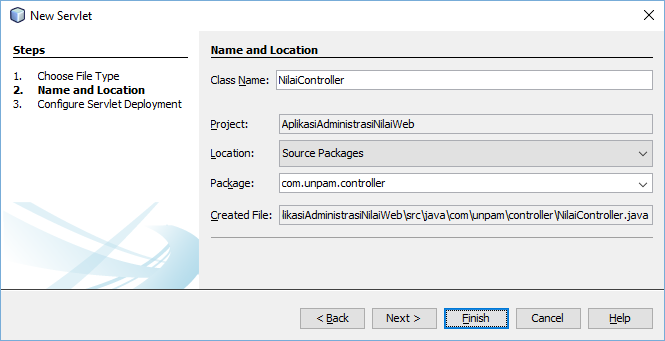 New Servlet
Steps
1. Choose File Type
2. Name and Location
3. Configure Servlet Deployment
Name and Location
Class Name: NilaiController
Project: AplikasiAdministrasiNilaiWeb
Location: Source Packages
Package: com.unpam.controller
Created File: likasiAdministrasiNilaiWeb\src\java\com\unpam\controller\NilaiController.java
< Back Next > Finish Cancel Help